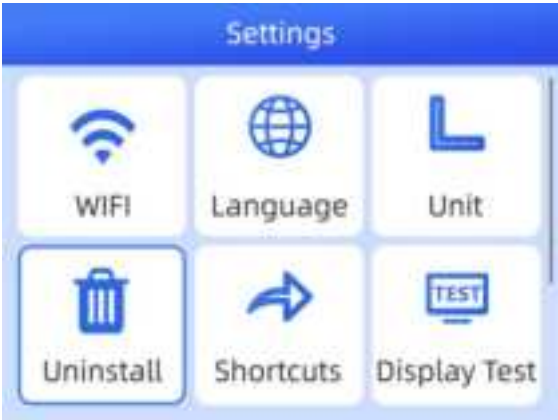 Settings
WIFI
Language
Unit
TEST
Uninstall
Shortcuts
Display Test